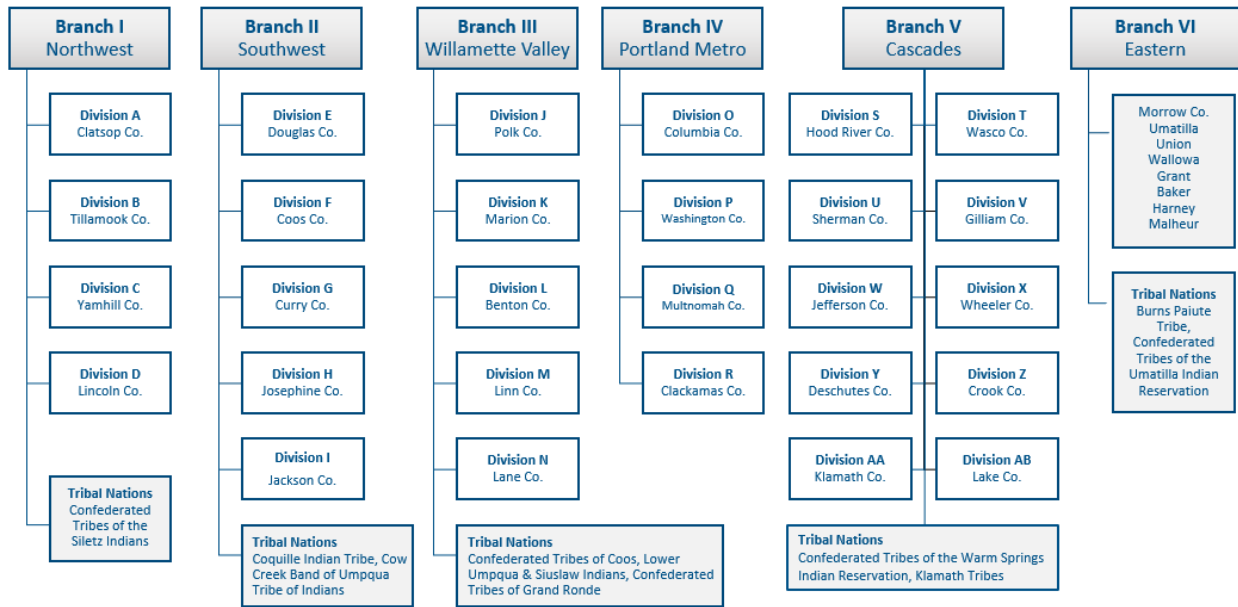 Branch I
Northwest
Division A
Clatsop Co.
Division B
Tillamook Co.
Division C
Yamhill Co.
Division D
Lincoln Co.
Tribal Nations
Confederated
Tribes of the
Siletz Indians
Branch II
Southwest
Division E
Douglas Co.
Division F
Coos Co.
Division G
Curry Co.
Division H
Josephine Co.
Division I
Jackson Co.
Tribal Nations
Coquille Indian Tribe, Cow
Creek Band of Umpqua
Tribe of Indians
Branch III
Willamette Valley
Division J
Polk Co.
Division K
Marion Co.
Division L
Benton Co.
Division M
Linn Co.
Division N
Lane Co.
Tribal Nations
Confederated Tribes of Coos, Lower
Umpqua & Siuslaw Indians, Confederated
Tribes of Grand Ronde
Branch IV
Portland Metro
Division O
Columbia Co.
Division P
Washington Co.
Division Q
Multnomah Co.
Division R
Clackamas Co.
Branch V
Cascades
Division S
Hood River Co.
Division T
Wasco Co.
Division U
Sherman Co.
Division V
Gilliam Co.
Division W
Jefferson Co.
Division X
Wheeler Co.
Division Y
Deschutes Co.
Division Z
Crook Co.
Division AA
Klamath Co.
Division AB
Lake Co.
Tribal Nations
Confederated Tribes of the Warm Springs
Indian Reservation, Klamath Tribes
Branch VI
Eastern
Morrow Co.
Umatilla
Union
Wallowa
Grant
Baker
Harney
Malheur
Tribal Nations
Burns Paiute
Tribe,
Confederated
Tribes of the
Umatilla Indian
Reservation